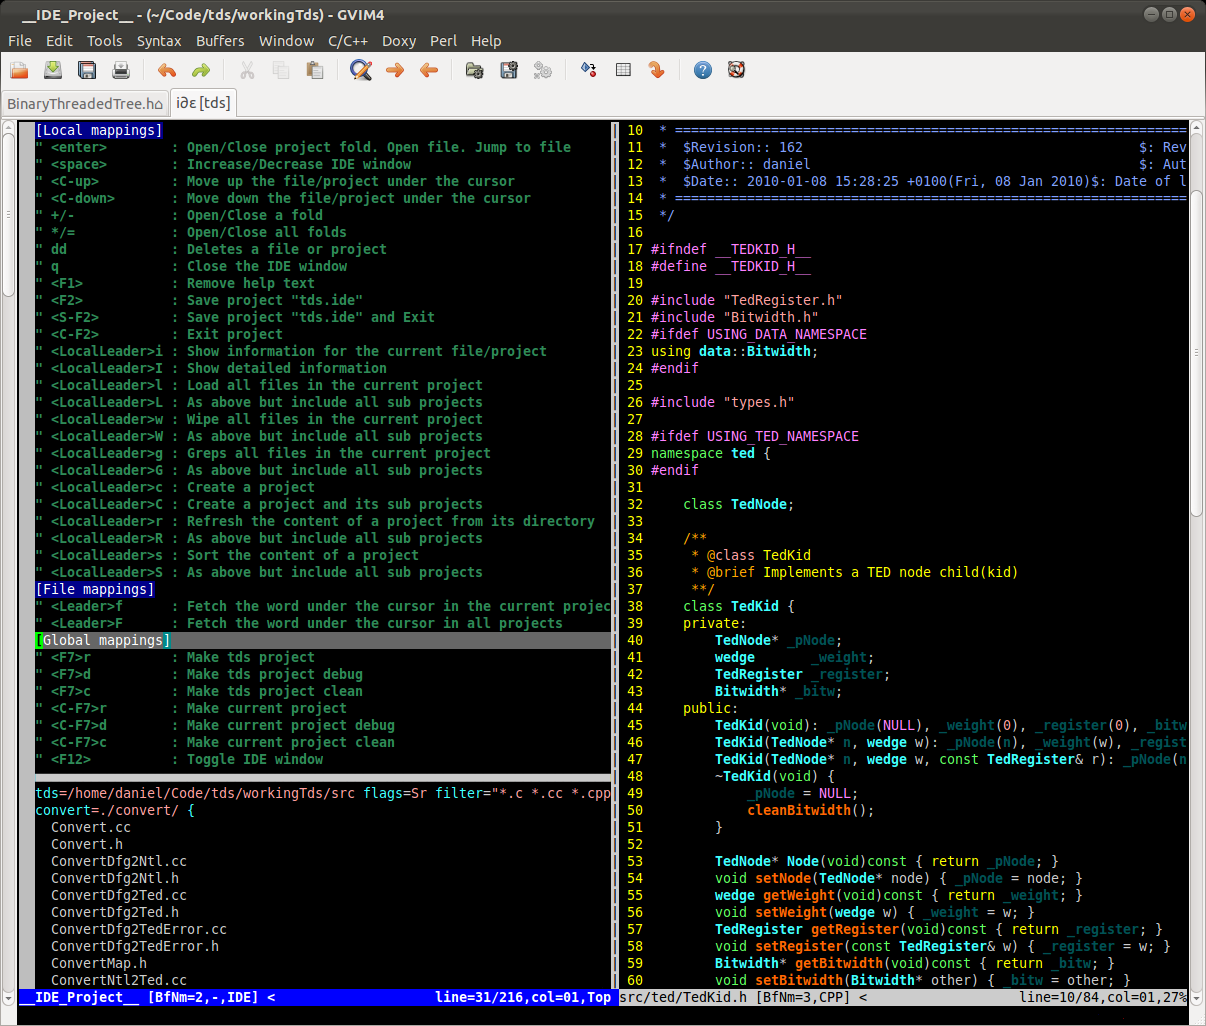 __IDE_Project__ - (~/Code/tds/workingTds) - GVIM4
File Edit Tools Syntax Buffers Window C/C++ Doxy Perl Help
BinaryThreadedTree.h⌂ i∂ε [tds]
[Local mappings]
" <enter>        : Open/Close project fold. Open file. Jump to file
" <space>        : Increase/Decrease IDE window
" <C-up>         : Move up the file/project under the cursor
" <C-down>       : Move down the file/project under the cursor
" +/-            : Open/Close a fold
" */=            : Open/Close all folds
" dd             : Deletes a file or project
" q              : Close the IDE window
" <F1>           : Remove help text
" <F2>           : Save project "tds.ide"
" <S-F2>         : Save project "tds.ide" and Exit
" <C-F2>         : Exit project
" <LocalLeader>i : Show information for the current file/project
" <LocalLeader>I : Show detailed information
" <LocalLeader>l : Load all files in the current project
" <LocalLeader>L : As above but include all sub projects
" <LocalLeader>w : Wipe all files in the current project
" <LocalLeader>W : As above but include all sub projects
" <LocalLeader>g : Greps all files in the current project
" <LocalLeader>G : As above but include all sub projects
" <LocalLeader>c : Create a project
" <LocalLeader>C : Create a project and its sub projects
" <LocalLeader>r : Refresh the content of a project from its directory
" <LocalLeader>R : As above but include all sub projects
" <LocalLeader>s : Sort the content of a project
" <LocalLeader>S : As above but include all sub projects
[File mappings]
" <Leader>f      : Fetch the word under the cursor in the current projec
" <Leader>F      : Fetch the word under the cursor in all projects
[Global mappings]
" <F7>r          : Make tds project
" <F7>d          : Make tds project debug
" <F7>c          : Make tds project clean
" <C-F7>r        : Make current project
" <C-F7>d        : Make current project debug
" <C-F7>c        : Make current project clean
" <F12>          : Toggle IDE window
tds=/home/daniel/Code/tds/workingTds/src flags=Sr filter="*.c *.cc *.cpp
convert=./convert/ {
  Convert.cc
  Convert.h
  ConvertDfg2Ntl.cc
  ConvertDfg2Ntl.h
  ConvertDfg2Ted.cc
  ConvertDfg2Ted.h
  ConvertDfg2TedError.cc
  ConvertDfg2TedError.h
  ConvertMap.h
  ConvertNtl2Ted.cc
__IDE_Project__ [BfNm=2,-,IDE] < line=31/216,col=01,Top
10  * ================================================================
11  *  $Revision:: 162                                          $: Rev
12  *  $Author:: daniel                                         $: Aut
13  *  $Date:: 2010-01-08 15:28:25 +0100(Fri, 08 Jan 2010)$: Date of l
14  * ================================================================
15  */
16
17 #ifndef __TEDKID_H__
18 #define __TEDKID_H__
19
20 #include "TedRegister.h"
21 #include "Bitwidth.h"
22 #ifdef USING_DATA_NAMESPACE
23 using data::Bitwidth;
24 #endif
25
26 #include "types.h"
27
28 #ifdef USING_TED_NAMESPACE
29 namespace ted {
30 #endif
31
32     class TedNode;
33
34     /**
35      * @class TedKid
36      * @brief Implements a TED node child(kid)
37      **/
38     class TedKid {
39     private:
40         TedNode* _pNode;
41         wedge       _weight;
42         TedRegister _register;
43         Bitwidth* _bitw;
44     public:
45         TedKid(void): _pNode(NULL), _weight(0), _register(0), _bitw
46         TedKid(TedNode* n, wedge w): _pNode(n), _weight(w), _regist
47         TedKid(TedNode* n, wedge w, const TedRegister& r): _pNode(n
48         ~TedKid(void) {
49             _pNode = NULL;
50             cleanBitwidth();
51         }
52
53         TedNode* Node(void)const { return _pNode; }
54         void setNode(TedNode* node) { _pNode = node; }
55         wedge getWeight(void)const { return _weight; }
56         void setWeight(wedge w) { _weight = w; }
57         TedRegister getRegister(void)const { return _register; }
58         void setRegister(const TedRegister& w) { _register = w; }
59         Bitwidth* getBitwidth(void)const { return _bitw; }
60         void setBitwidth(Bitwidth* other) { _bitw = other; }
src/ted/TedKid.h [BfNm=3,CPP] < line=10/84,col=01,27%